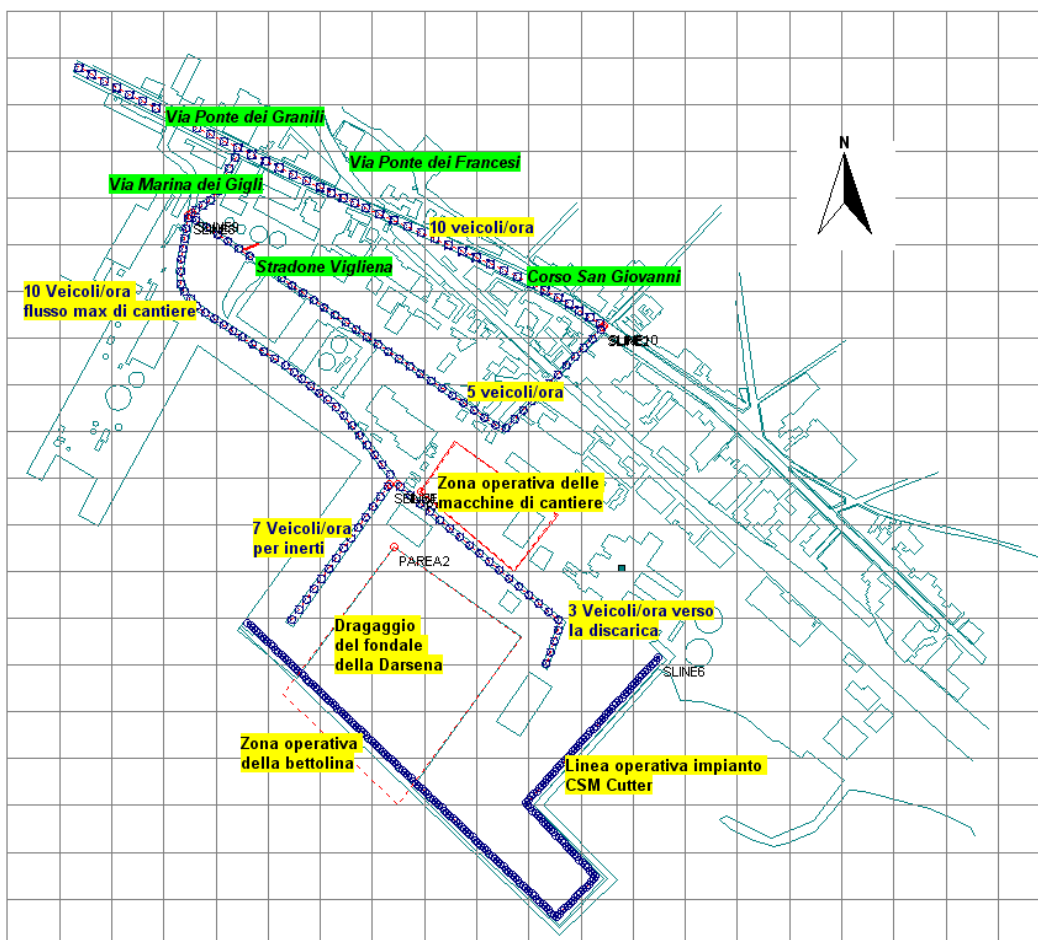 N
Via Ponte dei Granili
Via Ponte dei Francesi
Via Marina dei Gigli
10 veicoli/ora
Stradone Vigliena
Corso San Giovanni
10 Veicoli/ora
flusso max di cantiere
5 veicoli/ora
Zona operativa delle
macchine di cantiere
7 Veicoli/ora
per inerti
PAREA2
3 Veicoli/ora verso
la discarica
Dragaggio
del fondale
della Darsena
SLINE6
Zona operativa
della bettolina
Linea operativa impianto
CSM Cutter